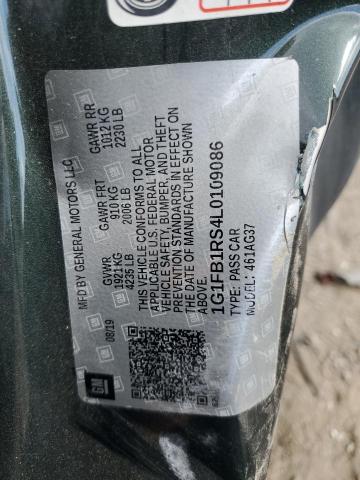 MFD BY GENERAL MOTORS LLC
08/19
GVWR
1921 KG
4235 LB
GAWR FRT
910 KG
2006 LB
GAWR RR
1012 KG
2230 LB
THIS VEHICLE CONFORMS TO ALL
APPLICABLE U.S. FEDERAL MOTOR
VEHICLE SAFETY, BUMPER, AND THEFT
PREVENTION STANDARDS IN EFFECT ON
THE DATE OF MANUFACTURE SHOWN
ABOVE.
1G1FB1RS4L0109086
TYPE: PASS CAR
MODEL: 461AG37
GM